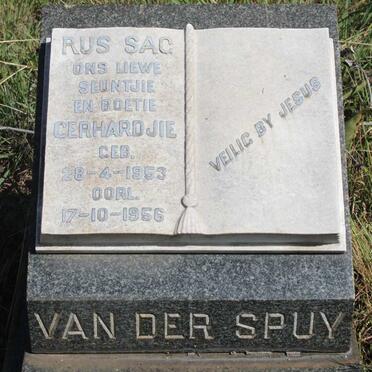 RUS SAG
ONS LIEWE
SEUNTJIE
EN BOETIE
GERHARDJIE
GEB.
28-4-1953
OORL.
17-10-1956
VEILIG BY JESUS
VAN DER SPUY